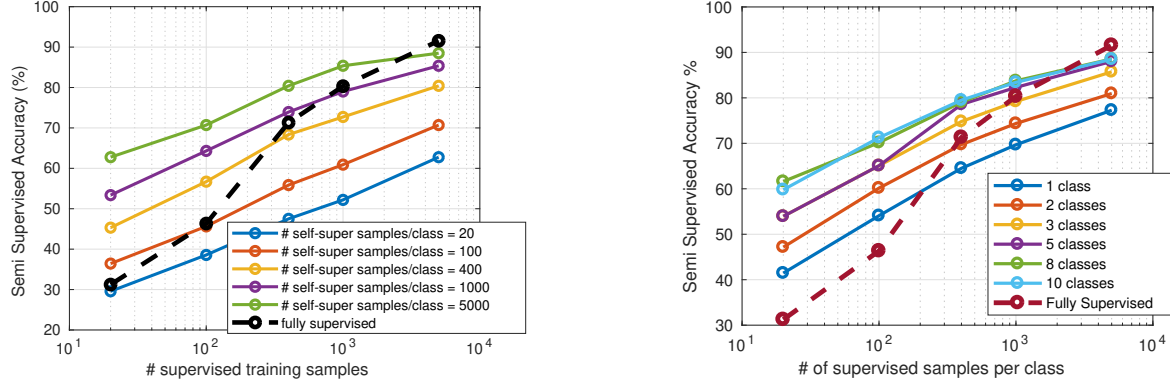 Semi Supervised Accuracy (%)
100
90
80
70
60
50
40
30
20
10^1
10^2
10^3
10^4
# supervised training samples
# self-super samples/class = 20
# self-super samples/class = 100
# self-super samples/class = 400
# self-super samples/class = 1000
# self-super samples/class = 5000
fully supervised
Semi Supervised Accuracy %
100
90
80
70
60
50
40
30
10^1
10^2
10^3
10^4
# of supervised samples per class
1 class
2 classes
3 classes
5 classes
8 classes
10 classes
Fully Supervised